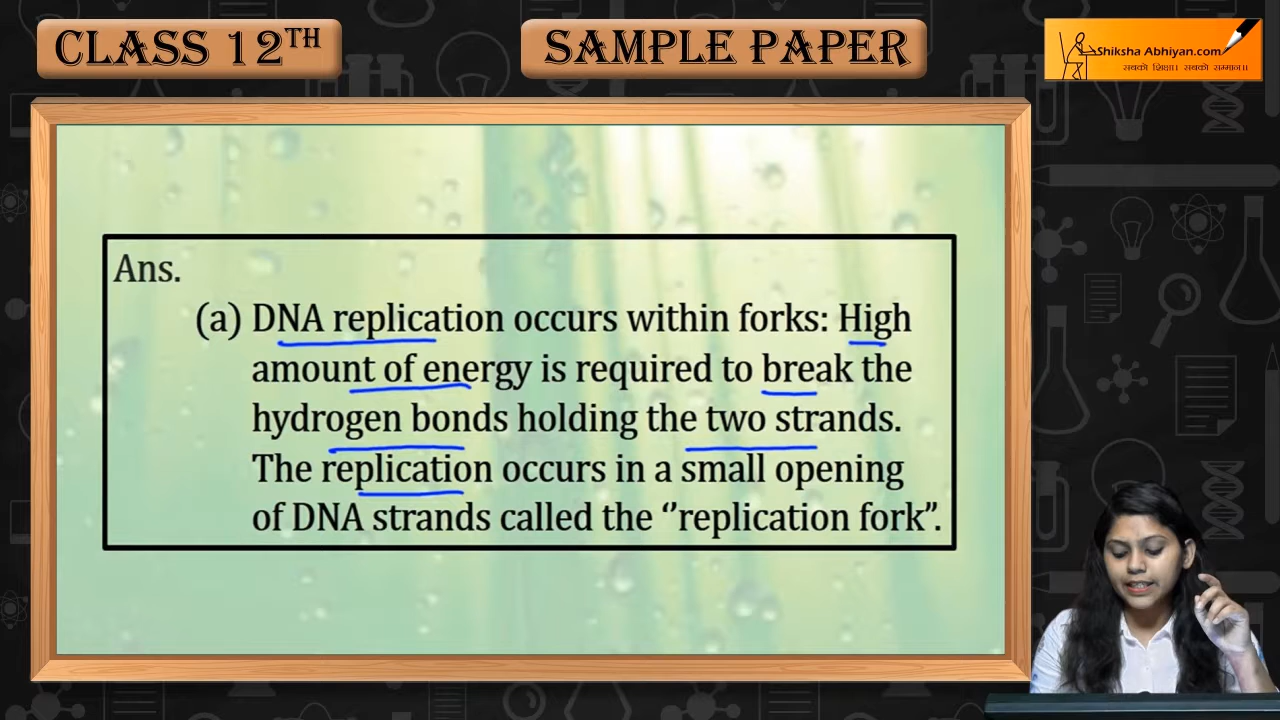 CLASS 12TH
SAMPLE PAPER
Shiksha Abhiyan.com
सबको शिक्षा। सबको सम्मान॥
Ans.
(a) DNA replication occurs within forks: High
amount of energy is required to break the
hydrogen bonds holding the two strands.
The replication occurs in a small opening
of DNA strands called the ‘’replication fork”.